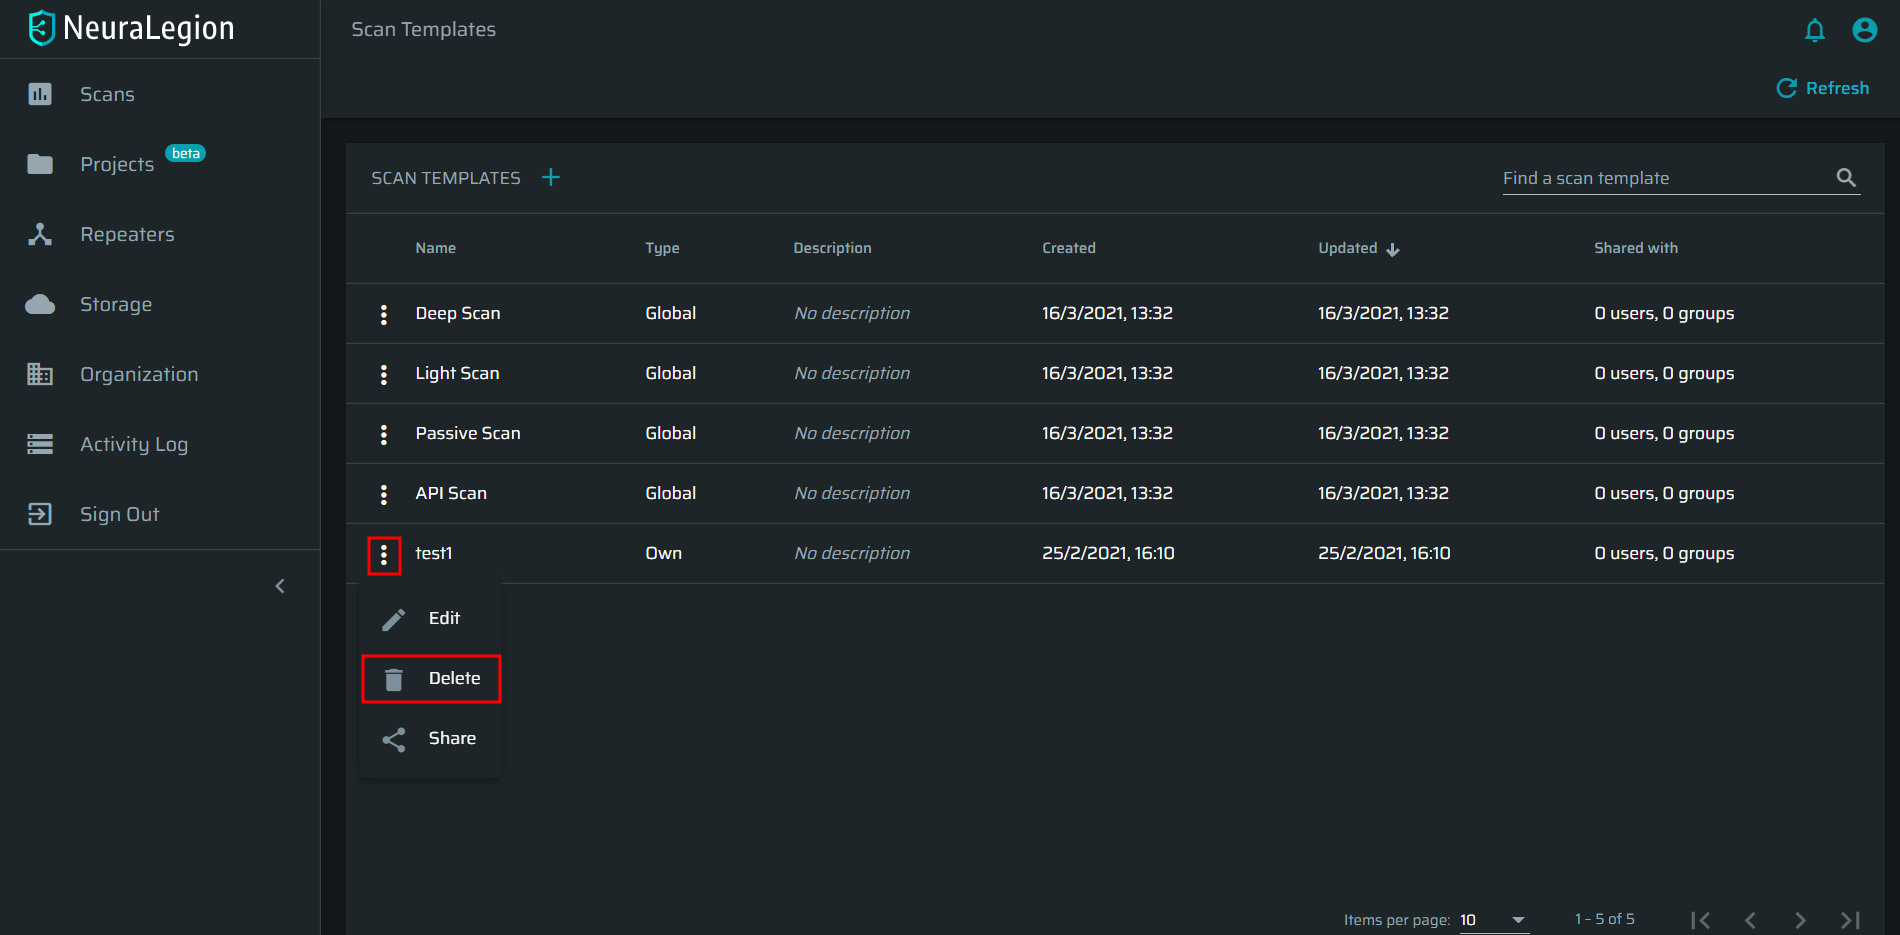 NeuraLegion
Scan Templates
Refresh
Scans
Projects beta
Repeaters
Storage
Organization
Activity Log
Sign Out
SCAN TEMPLATES
Find a scan template
Name Type Description Created Updated Shared with
Deep Scan Global No description 16/3/2021, 13:32 16/3/2021, 13:32 0 users, 0 groups
Light Scan Global No description 16/3/2021, 13:32 16/3/2021, 13:32 0 users, 0 groups
Passive Scan Global No description 16/3/2021, 13:32 16/3/2021, 13:32 0 users, 0 groups
API Scan Global No description 16/3/2021, 13:32 16/3/2021, 13:32 0 users, 0 groups
test1 Own No description 25/2/2021, 16:10 25/2/2021, 16:10 0 users, 0 groups
Edit
Delete
Share
Items per page: 10 1 – 5 of 5